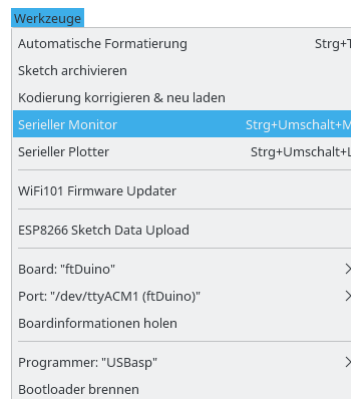 Werkzeuge
Automatische Formatierung Strg+T
Sketch archivieren
Kodierung korrigieren & neu laden
Serieller Monitor Strg+Umschalt+M
Serieller Plotter Strg+Umschalt+L
WiFi101 Firmware Updater
ESP8266 Sketch Data Upload
Board: "ftDuino"
Port: "/dev/ttyACM1 (ftDuino)"
Boardinformationen holen
Programmer: "USBasp"
Bootloader brennen